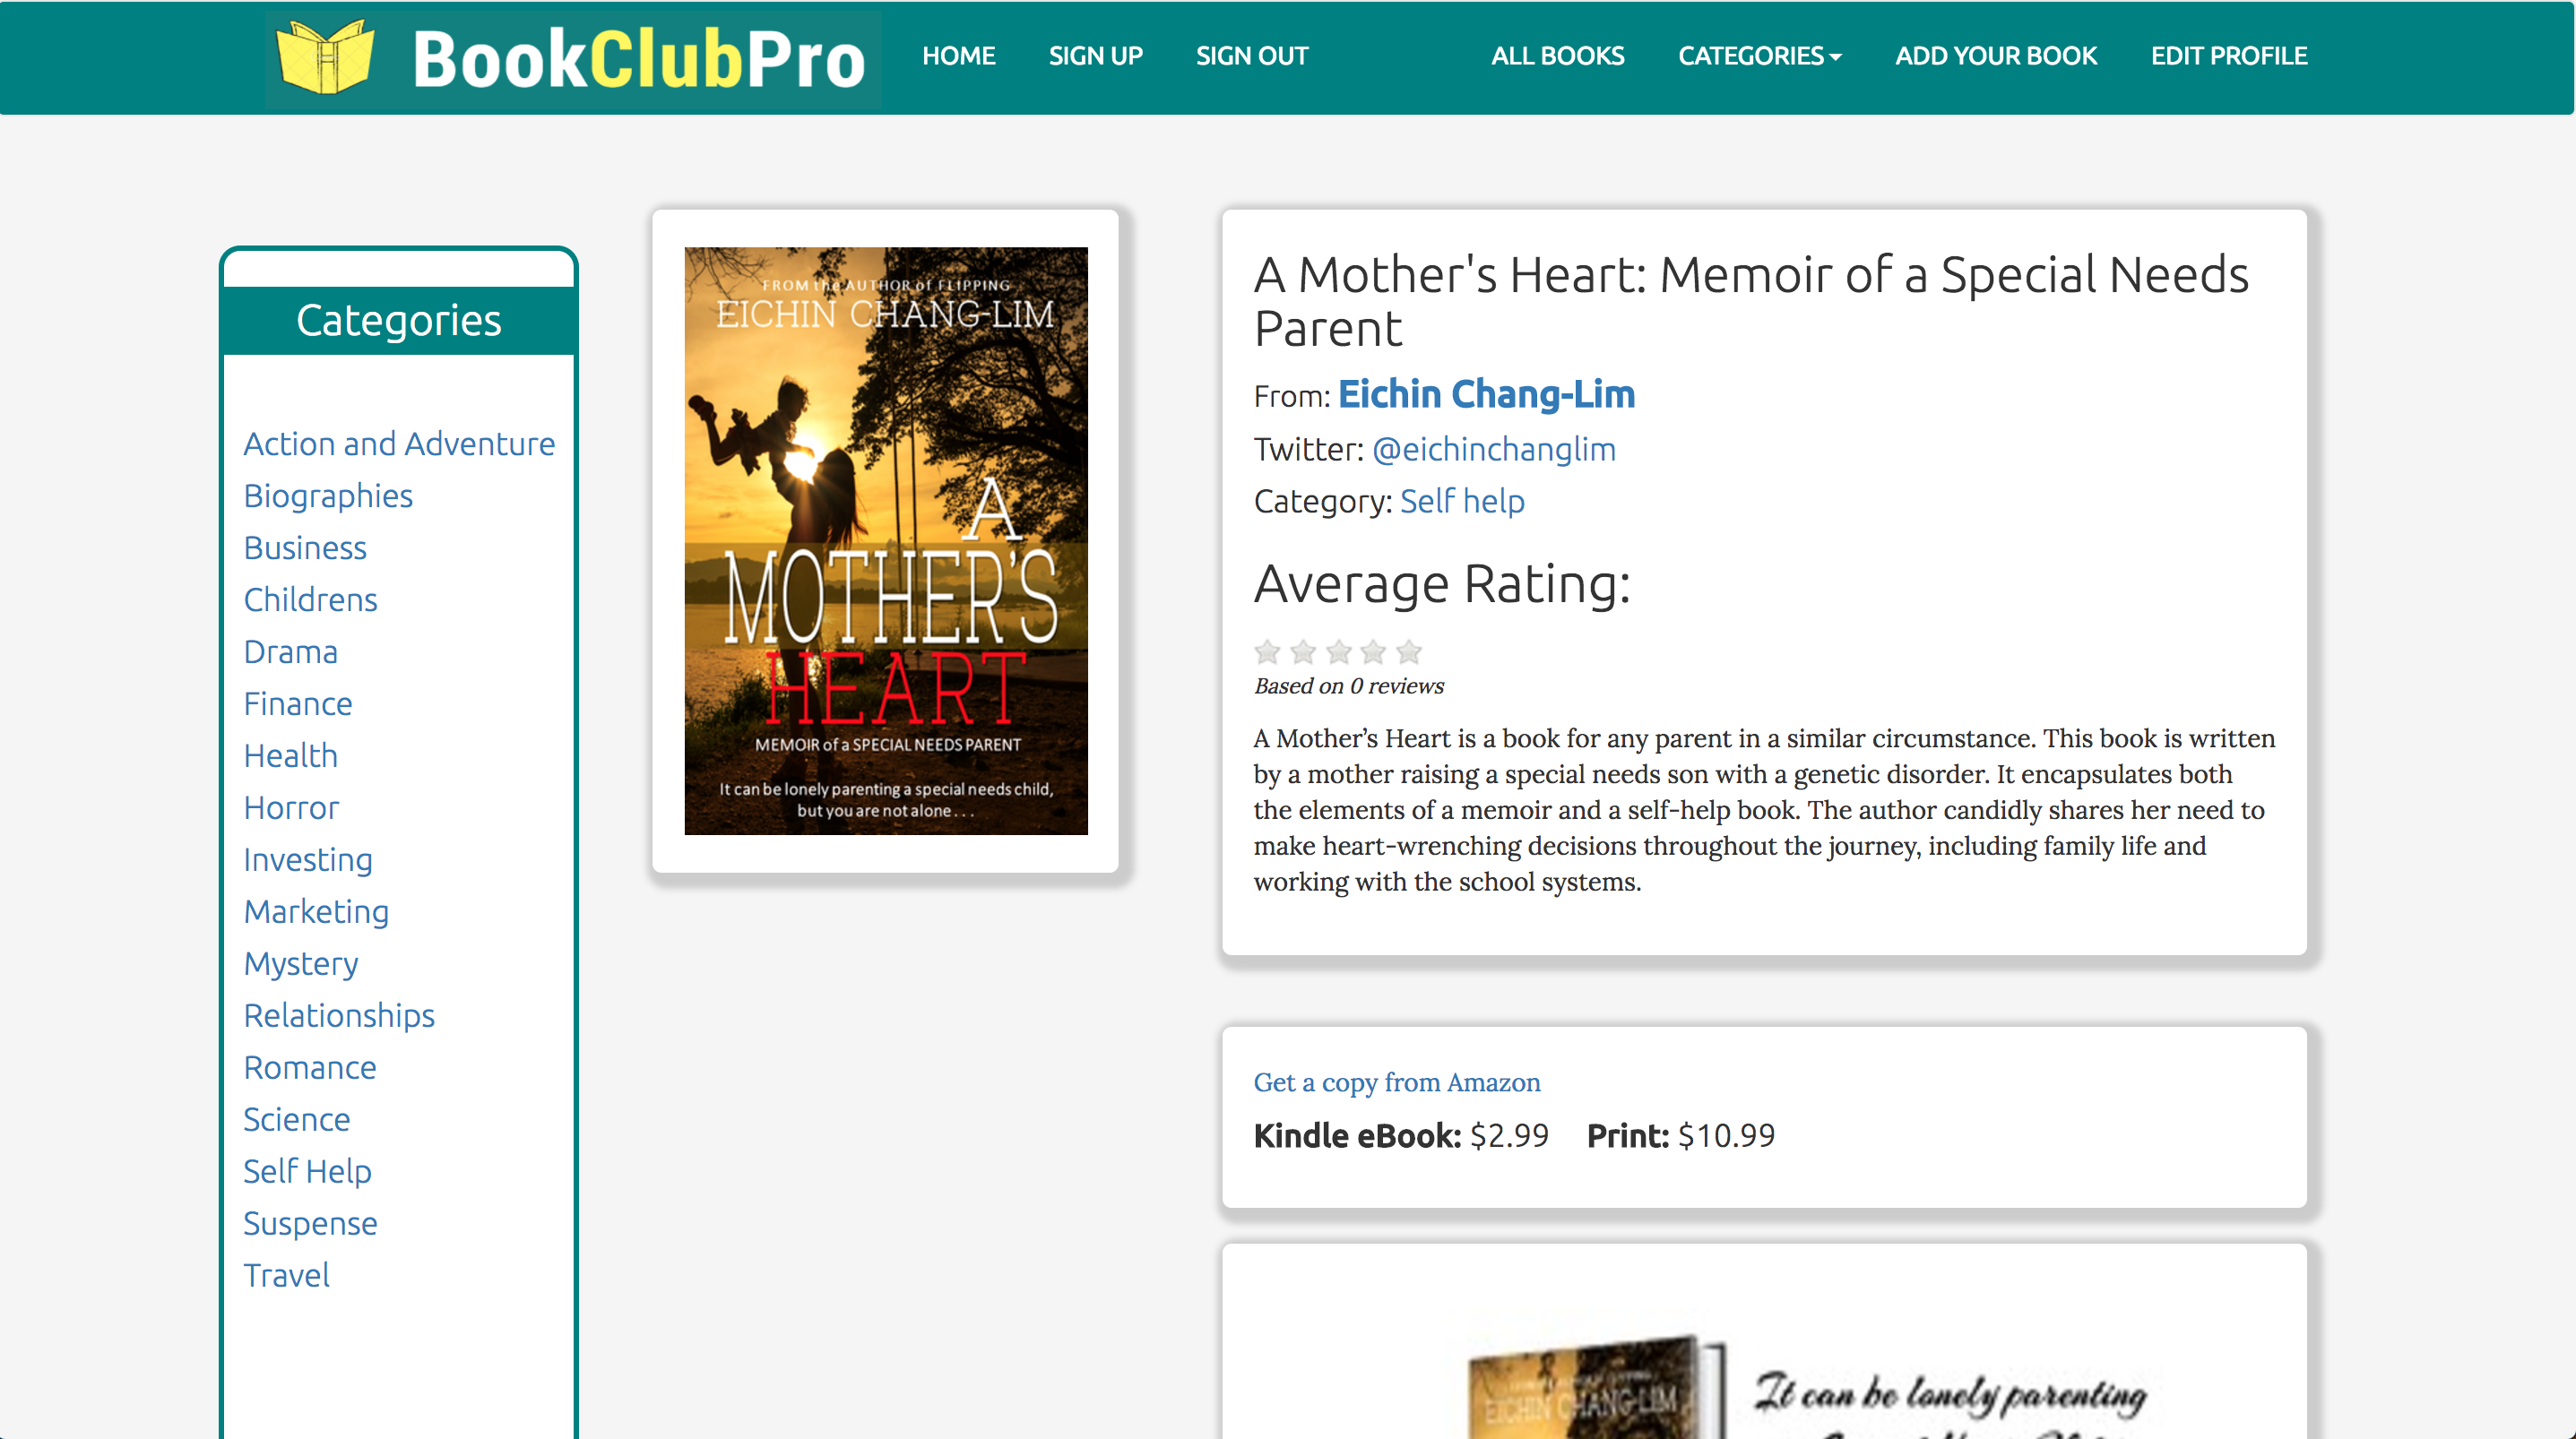 BookClubPro
HOME
SIGN UP
SIGN OUT
ALL BOOKS
CATEGORIES
ADD YOUR BOOK
EDIT PROFILE
Categories
Action and Adventure
Biographies
Business
Childrens
Drama
Finance
Health
Horror
Investing
Marketing
Mystery
Relationships
Romance
Science
Self Help
Suspense
Travel
FROM the AUTHOR of FLIPPING
EICHIN CHANG-LIM
A
MOTHER'S
HEART
MEMOIR of a SPECIAL NEEDS PARENT
It can be lonely parenting a special needs child,
but you are not alone . . .
A Mother's Heart: Memoir of a Special Needs
Parent
From: Eichin Chang-Lim
Twitter: @eichinchanglim
Category: Self help
Average Rating:
Based on 0 reviews
A Mother’s Heart is a book for any parent in a similar circumstance. This book is written
by a mother raising a special needs son with a genetic disorder. It encapsulates both
the elements of a memoir and a self-help book. The author candidly shares her need to
make heart-wrenching decisions throughout the journey, including family life and
working with the school systems.
Get a copy from Amazon
Kindle eBook: $2.99 Print: $10.99
EICHIN CHANG-LIM
It can be lonely parenting